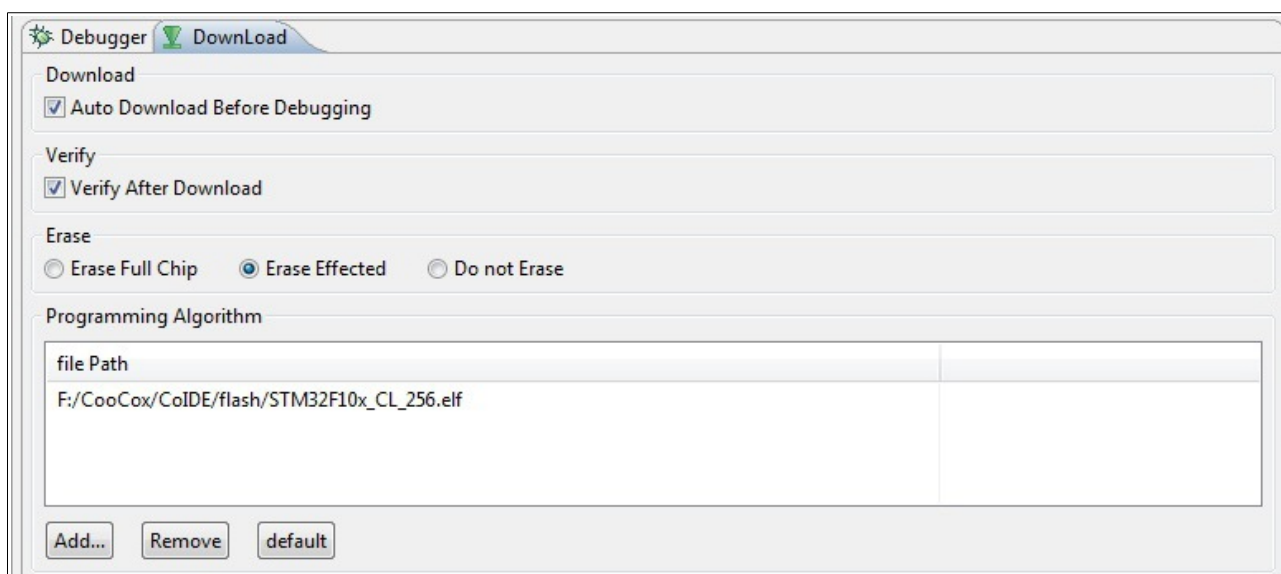 Debugger DownLoad
Download
Auto Download Before Debugging
Verify
Verify After Download
Erase
Erase Full Chip Erase Effected Do not Erase
Programming Algorithm
file Path
F:/CooCox/CoIDE/flash/STM32F10x_CL_256.elf
Add... Remove default